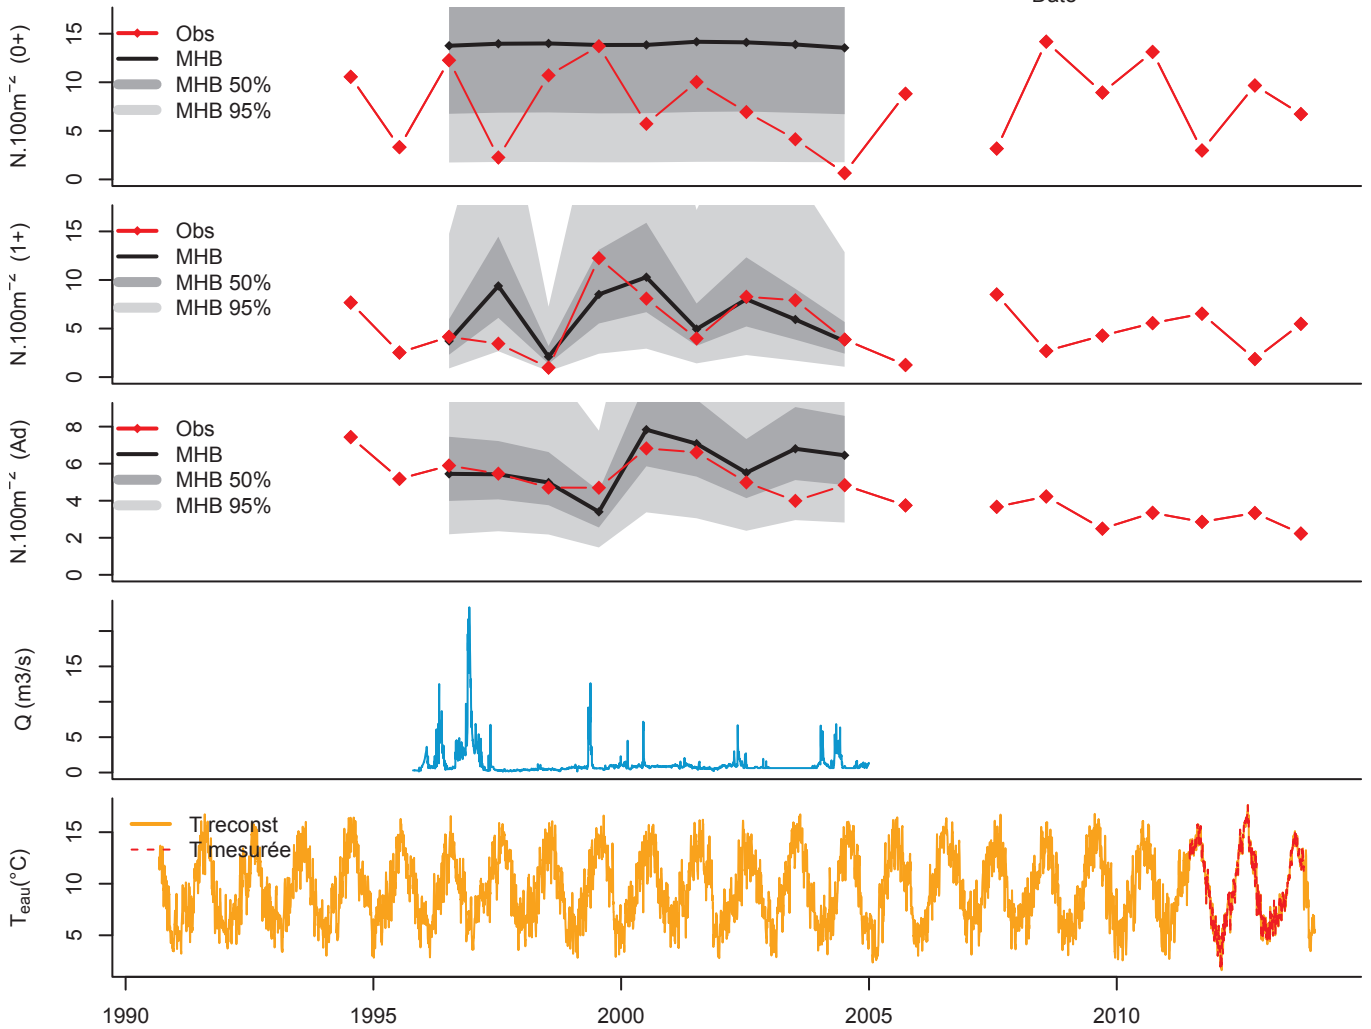 Date
N.100m⁻² (0+)
15
10
5
0
Obs
MHB
MHB 50%
MHB 95%
N.100m⁻² (1+)
15
10
5
0
Obs
MHB
MHB 50%
MHB 95%
N.100m⁻² (Ad)
8
6
4
2
0
Obs
MHB
MHB 50%
MHB 95%
Q (m3/s)
15
5
0
Teau(°C)
15
10
5
T reconst
T mesurée
1990 1995 2000 2005 2010